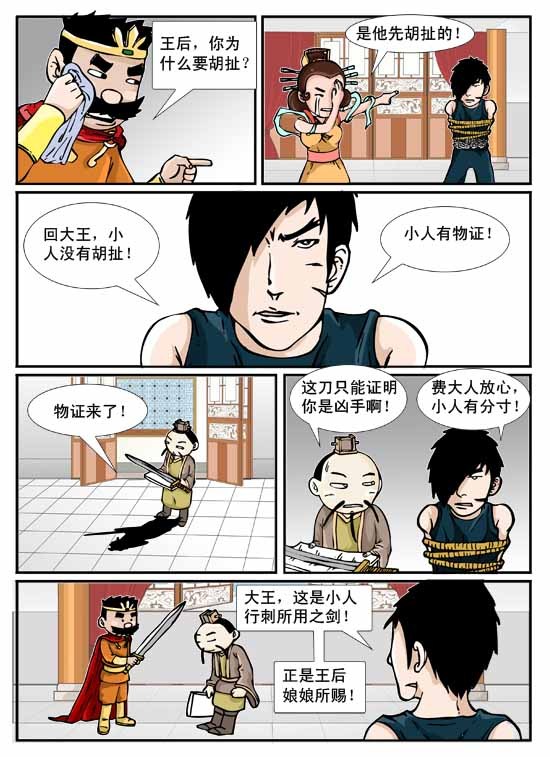 王后，你为
什么要胡扯？
是他先胡扯的！
回大王，小
人没有胡扯！
小人有物证！
物证来了！
这刀只能证明
你是凶手啊！
费大人放心，
小人有分寸！
大王，这是小人
行刺所用之剑！
正是王后
娘娘所赐！